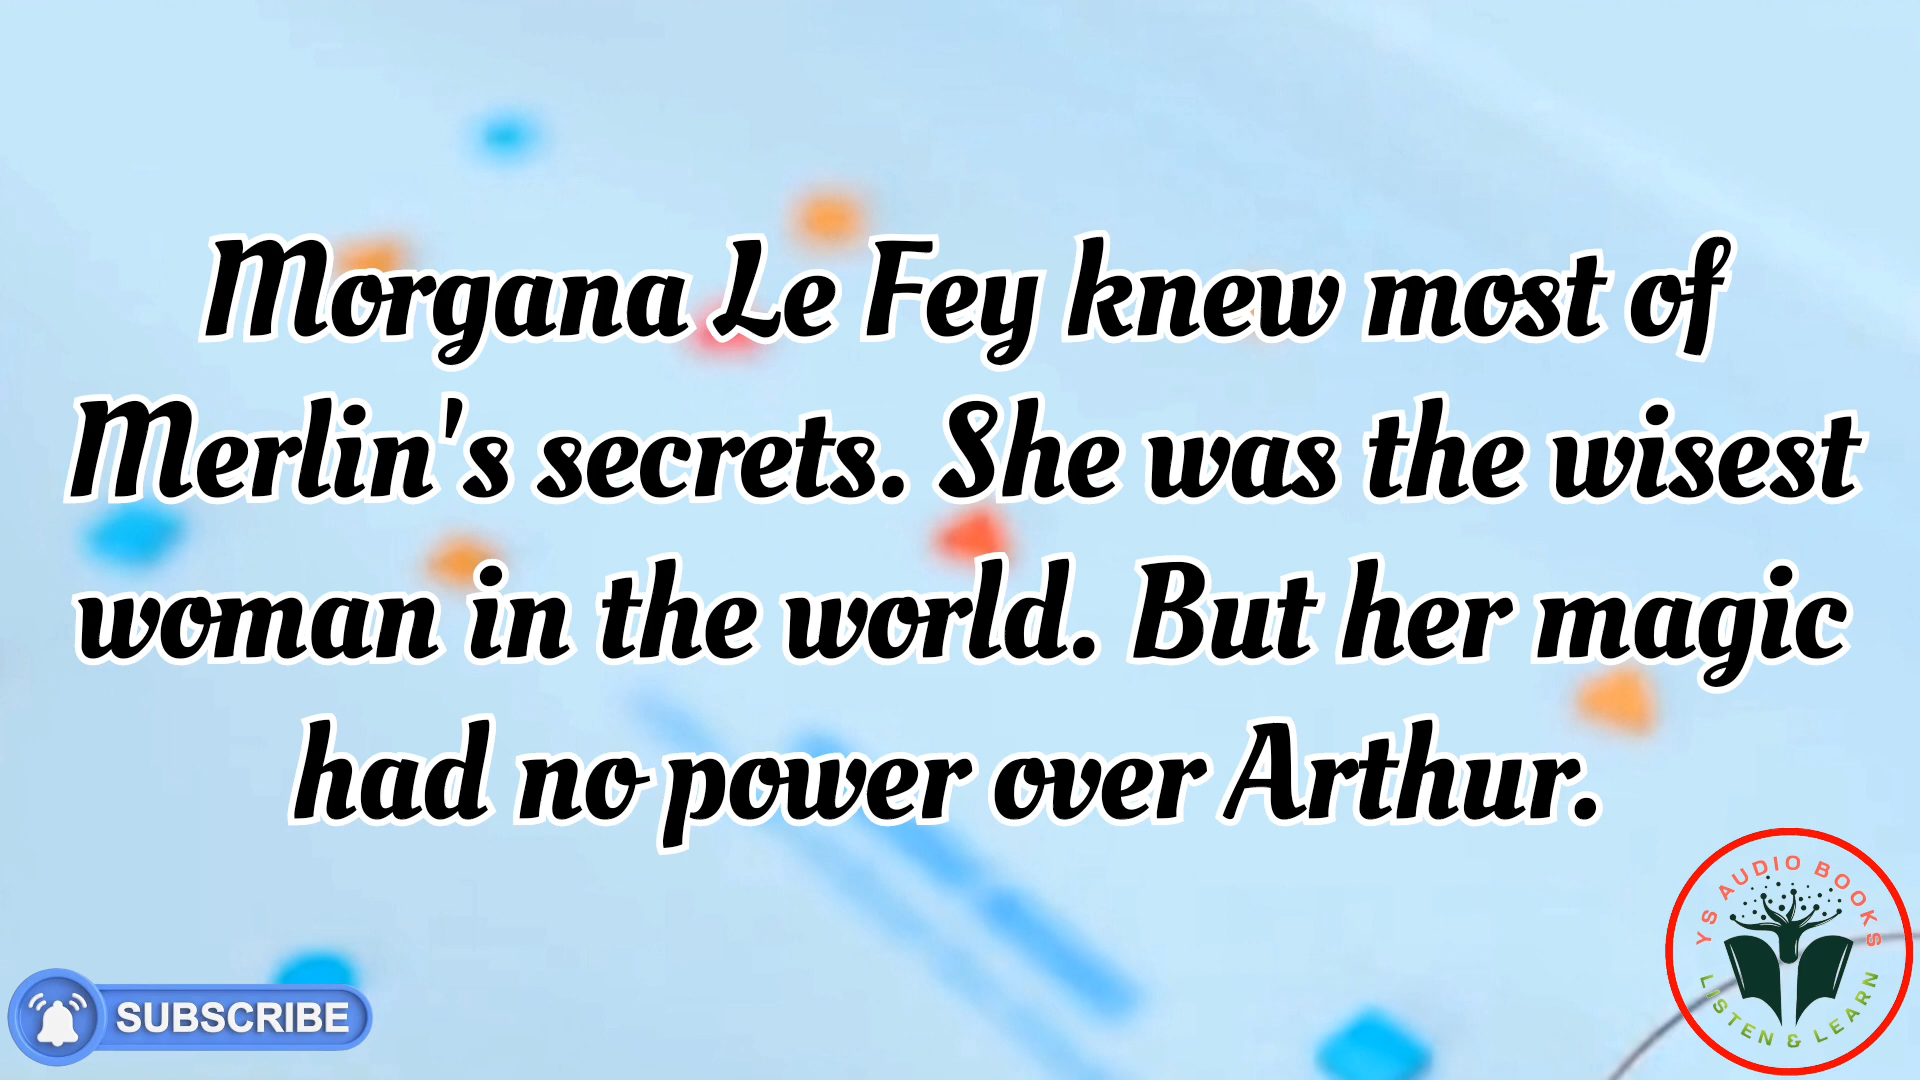 Morgana Le Fey knew most of
Merlin's secrets. She was the wisest
woman in the world. But her magic
had no power over Arthur.
SUBSCRIBE
YS AUDIO BOOKS
LISTEN & LEARN